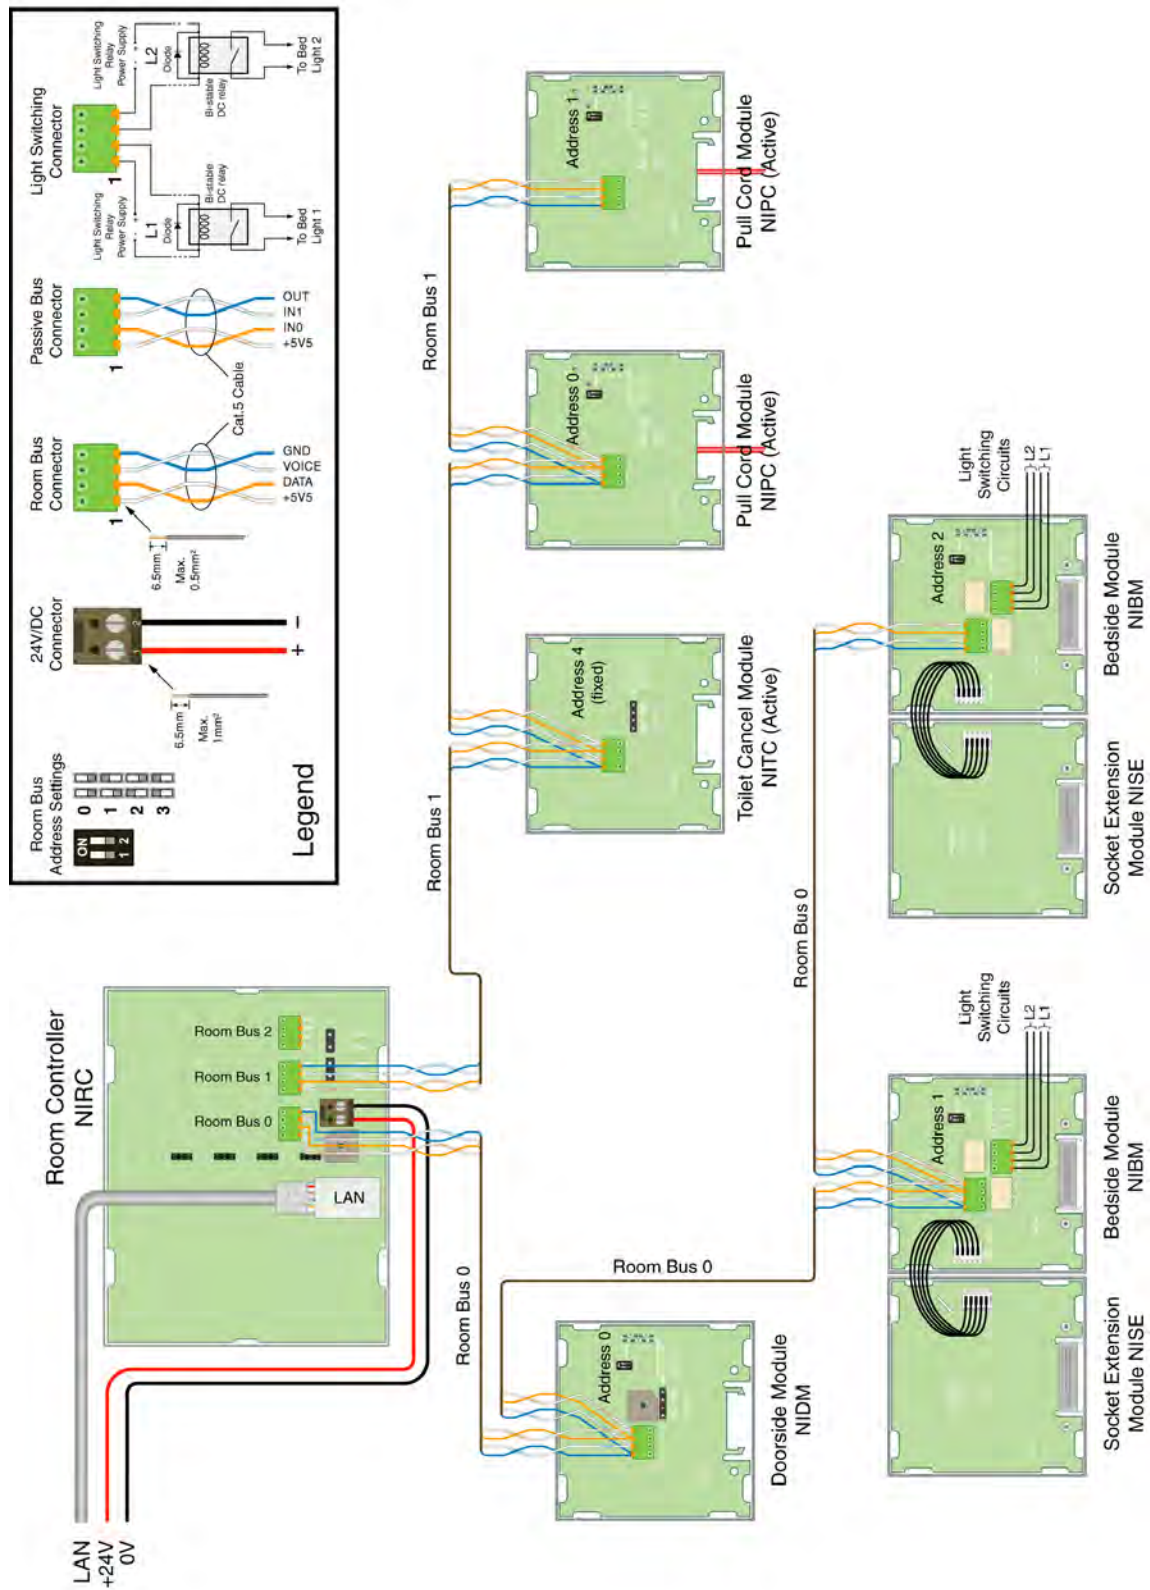 LAN
+24V
0V
Room Controller
NIRC
LAN
Room Bus 0
Room Bus 1
Room Bus 2
Room Bus 0
Room Bus 1
Room Bus 1
Room Bus 0
Room Bus 0
Address 0
Doorside Module
NIDM
Address 4
(fixed)
Toilet Cancel Module
NITC (Active)
Address 0
Pull Cord Module
NIPC (Active)
Address 1
Pull Cord Module
NIPC (Active)
Socket Extension
Module NISE
Address 1
Bedside Module
NIBM
Light
Switching
Circuits
L2
L1
Socket Extension
Module NISE
Address 2
Bedside Module
NIBM
Light
Switching
Circuits
L2
L1
Legend
Room Bus
Address Settings
ON
1 2
0
1
2
3
24V/DC
Connector
1 2
6.5mm
Max.
1mm²
+
–
Room Bus
Connector
1
6.5mm
Max.
0.5mm²
GND
VOICE
DATA
+5V5
Cat.5 Cable
Passive Bus
Connector
1
OUT
IN1
IN0
+5V5
Light Switching
Connector
1
Light Switching
Relay
Power Supply
- +
L1
Diode
Bi-stable
DC relay
To Bed
Light 1
Light Switching
Relay
Power Supply
- +
L2
Diode
Bi-stable
DC relay
To Bed
Light 2